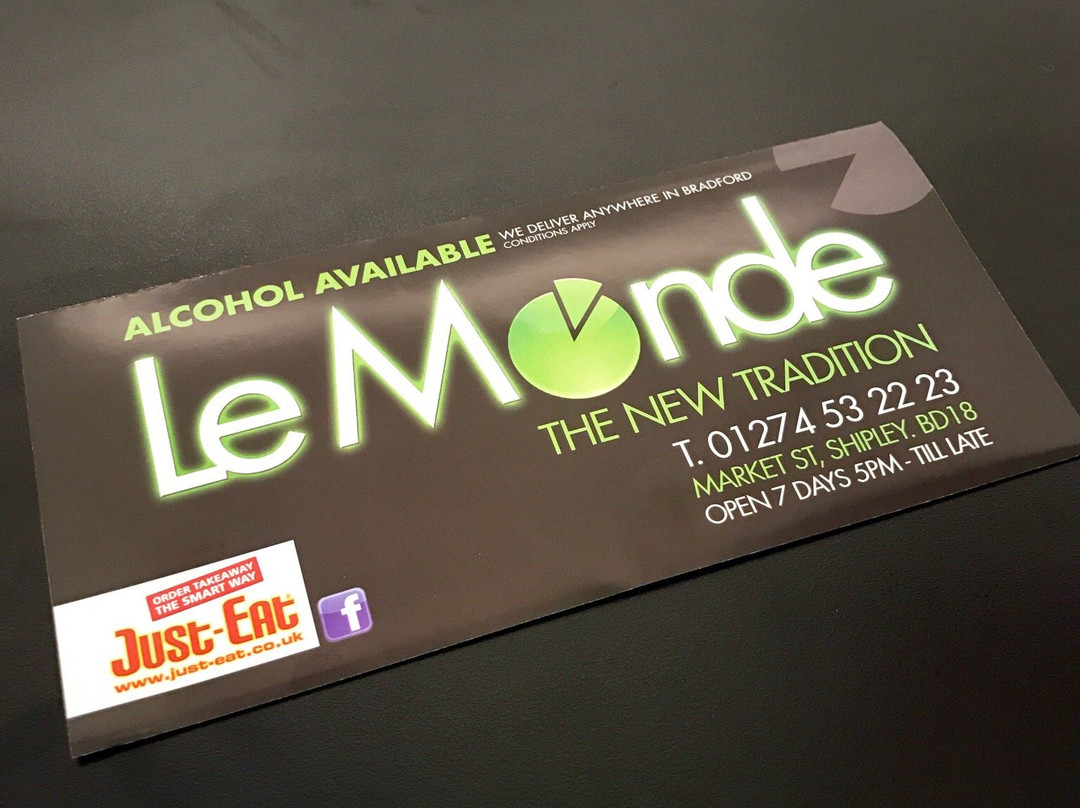 ALCOHOL AVAILABLE
WE DELIVER ANYWHERE IN BRADFORD
CONDITIONS APPLY
Le Monde
THE NEW TRADITION
T. 01274 53 22 23
MARKET ST, SHIPLEY. BD18
OPEN 7 DAYS 5PM - TILL LATE
ORDER TAKEAWAY
THE SMART WAY
JUST-EAT
www.just-eat.co.uk
f